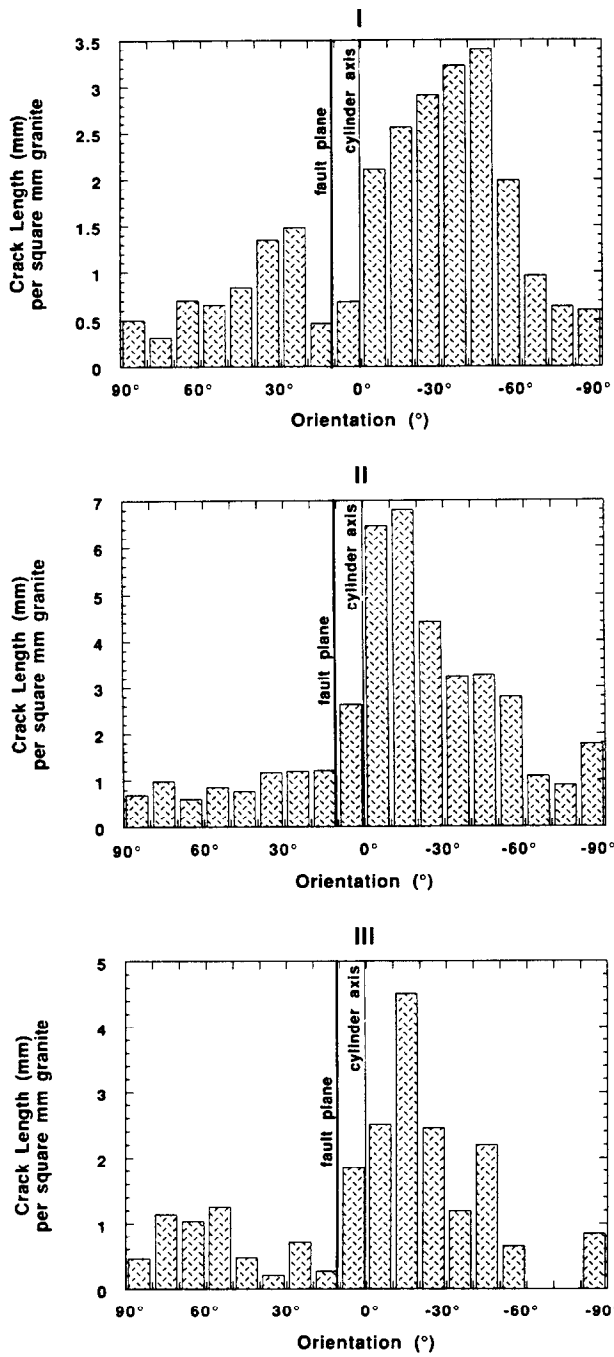 I
Crack Length (mm)
per square mm granite
3.5
3
2.5
2
1.5
1
0.5
0
fault plane
cylinder axis
90° 60° 30° 0° -30° -60° -90°
Orientation (°)
II
Crack Length (mm)
per square mm granite
7
6
5
4
3
2
1
0
fault plane
cylinder axis
90° 60° 30° 0° -30° -60° -90°
Orientation (°)
III
Crack Length (mm)
per square mm granite
5
4
3
2
1
0
fault plane
cylinder axis
90° 60° 30° 0° -30° -60° -90°
Orientation (°)